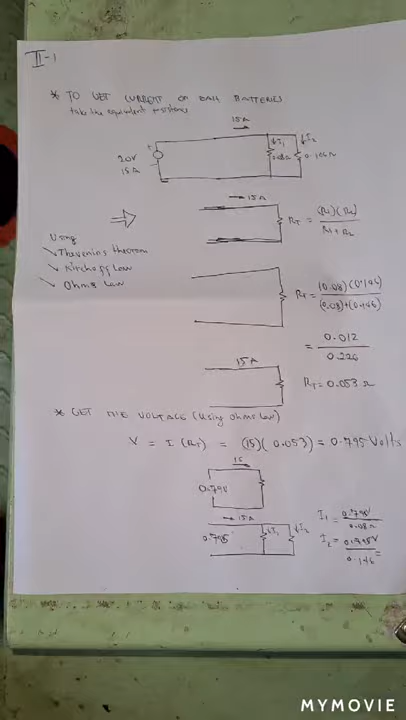 II-1
* TO GET CURRENT OF EACH BATTERIES
take the equivalent resistance
15A
20V
15A
+
↓I₁
0.08Ω
↓I₂
0.146Ω
→15A
RT = (R1)(R2) / R1 + R2
Using
Thevenins theorem
Kirchoffs Law
Ohms Law
RT = (0.08)(0.146) / (0.08)+(0.146)
= 0.012 / 0.226
15A
RT = 0.053 Ω
* GET THE VOLTAGE (Using ohms law)
V = I (RT) = (15)(0.053) = 0.795 Volts
15
0.79V
→15A
0.795
↓I₁
↓I₂
I₁ = 0.795V / 0.08Ω
I₂ = 0.795V / 0.146 =
MYMOVIE